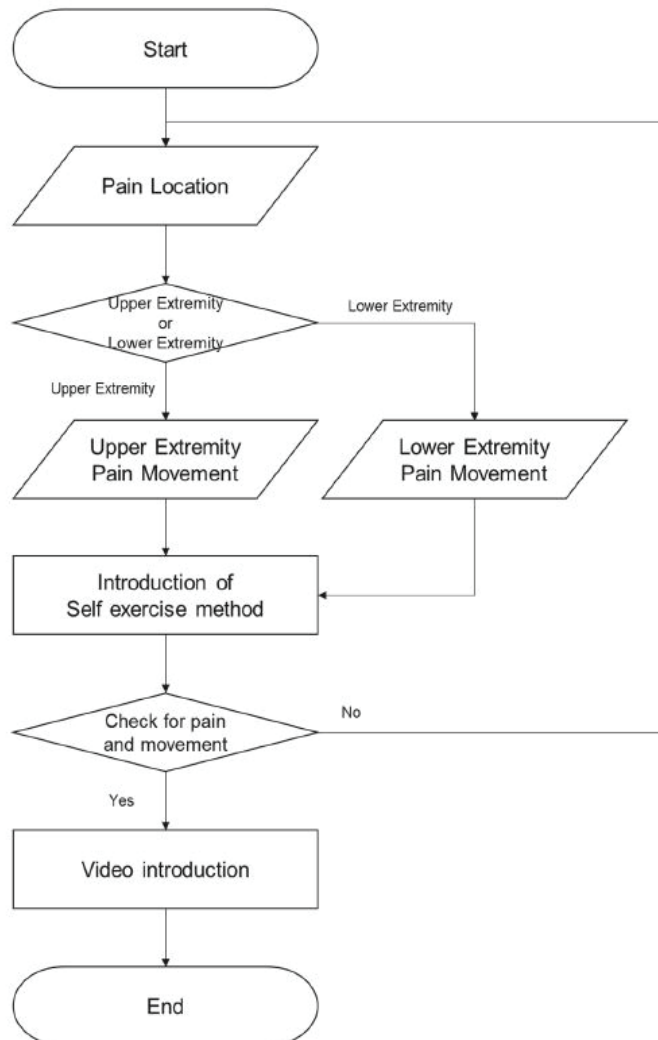 Start
Pain Location
Upper Extremity
or
Lower Extremity
Lower Extremity
Upper Extremity
Upper Extremity
Pain Movement
Lower Extremity
Pain Movement
Introduction of
Self exercise method
Check for pain
and movement
No
Yes
Video introduction
End